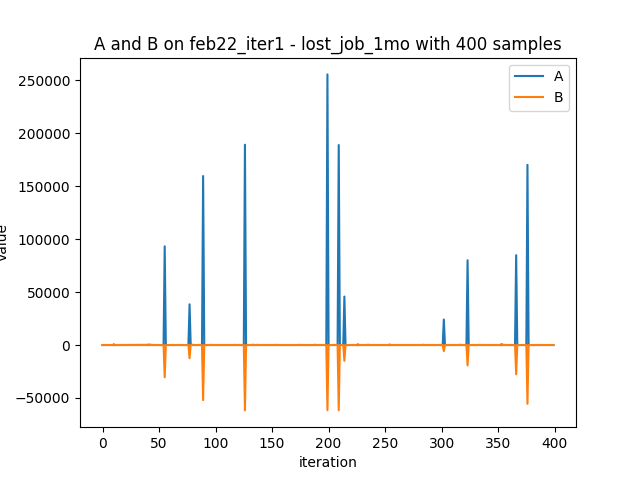 A and B on feb22_iter1 - lost_job_1mo with 400 samples
A
B
250000
200000
150000
100000
50000
0
−50000
value
0 50 100 150 200 250 300 350 400
iteration